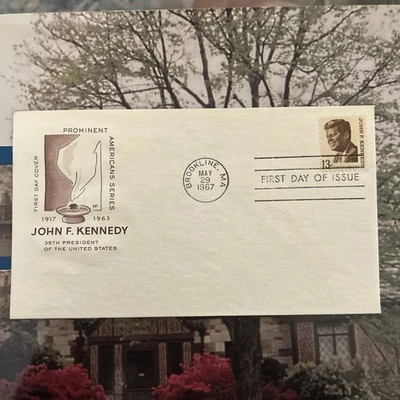 PROMINENT
AMERICANS SERIES
FIRST DAY COVER
HF
1917 1963
JOHN F. KENNEDY
35TH PRESIDENT
OF THE UNITED STATES
BROOKLINE, MA
MAY
29
1967
FIRST DAY OF ISSUE
13¢
JOHN F. KENNEDY